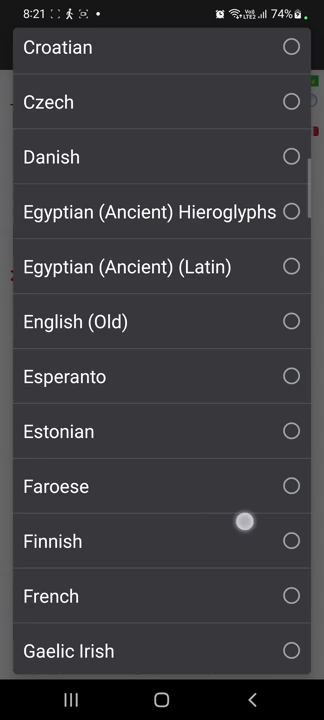 8:21
74%
Croatian
Czech
Danish
Egyptian (Ancient) Hieroglyphs
Egyptian (Ancient) (Latin)
English (Old)
Esperanto
Estonian
Faroese
Finnish
French
Gaelic Irish